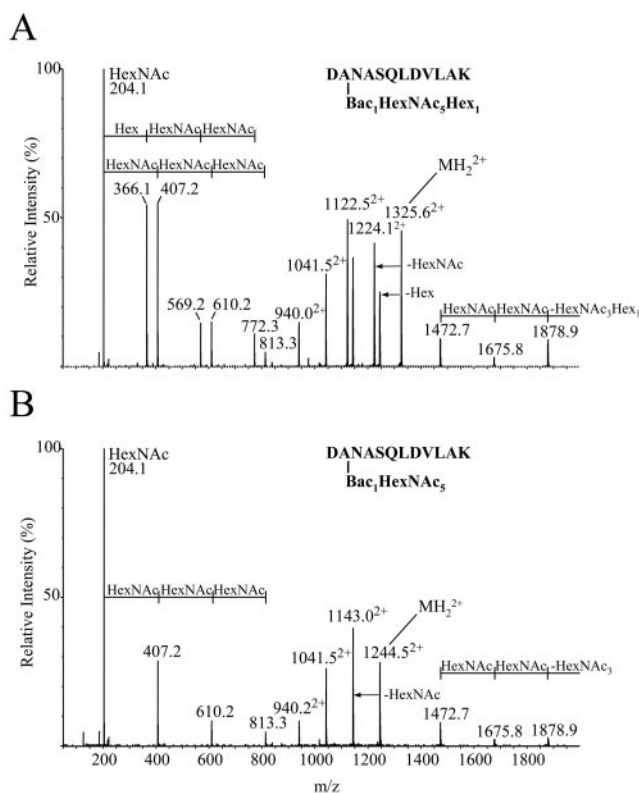 A
100
HexNAc
204.1
DANASQLDVLAK
Bac1HexNAc5Hex1
Hex HexNAc HexNAc
HexNAc HexNAc HexNAc
MH2 2+
366.1 407.2
1122.5 2+
1325.6 2+
1224.1 2+
50
-HexNAc
1041.5 2+
-Hex
HexNAc HexNAc -HexNAc3Hex1
569.2 610.2
940.0 2+
1472.7
1878.9
772.3
813.3
1675.8
Relative Intensity (%)
B
100
HexNAc
204.1
DANASQLDVLAK
Bac1HexNAc5
HexNAc HexNAc HexNAc
50
1143.0 2+
MH2 2+
1244.5 2+
407.2
1041.5 2+
HexNAc HexNAc -HexNAc3
-HexNAc
610.2
813.3
940.2 2+
1472.7
1675.8 1878.9
Relative Intensity (%)
200 400 600 800 1000 1200 1400 1600 1800
m/z